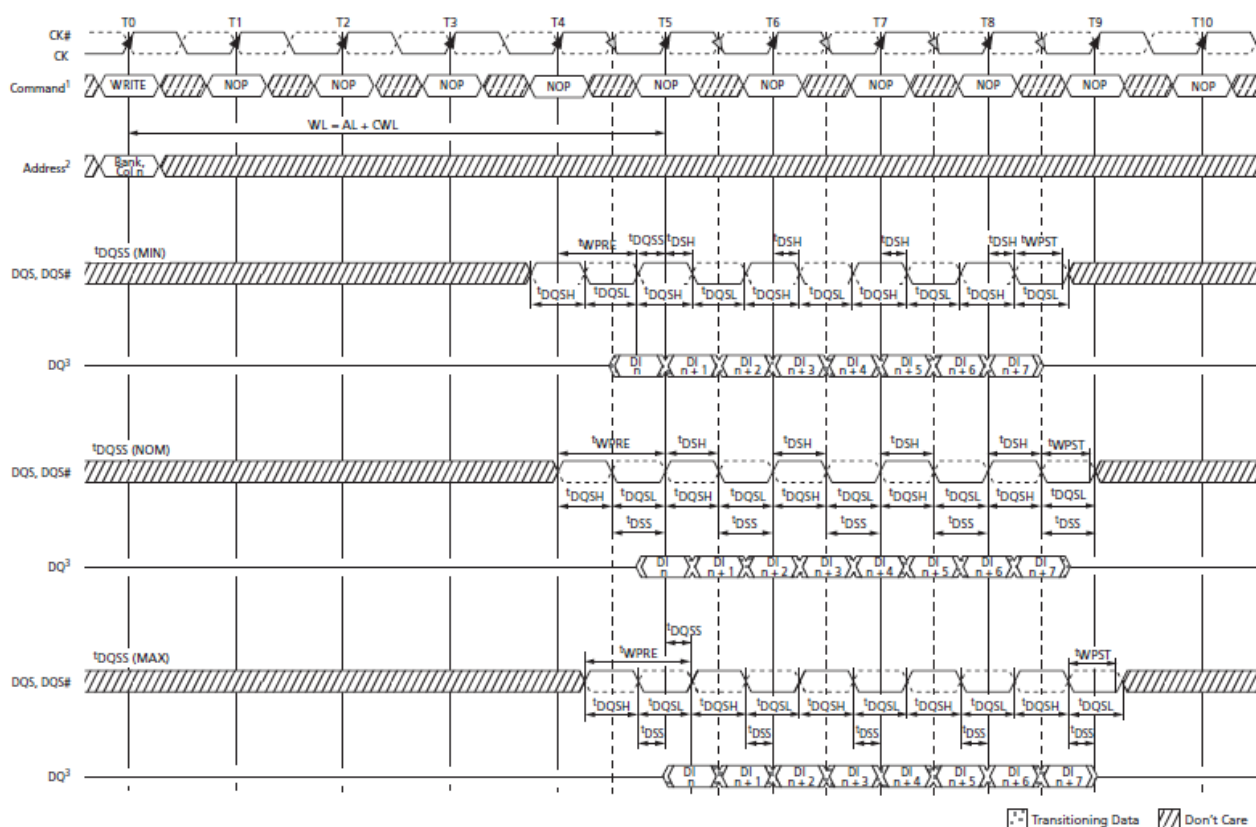 T0 T1 T2 T3 T4 T5 T6 T7 T8 T9 T10
CK#
CK
Command1 WRITE NOP NOP NOP NOP NOP NOP NOP NOP NOP NOP
WL = AL + CWL
Address2 Bank, Col n
tDQSS (MIN) tWPRE tDQSS tDSH tDSH tDSH tDSH tWPST
DQS, DQS#
tDQSH tDQSL tDQSH tDQSL tDQSH tDQSL tDQSH tDQSL tDQSH tDQSL
DQ3 DI n DI n + 1 DI n + 2 DI n + 3 DI n + 4 DI n + 5 DI n + 6 DI n + 7
tDQSS (NOM) tWPRE tDSH tDSH tDSH tDSH tWPST
DQS, DQS#
tDQSH tDQSL tDQSH tDQSL tDQSH tDQSL tDQSH tDQSL tDQSH tDQSL
tDSS tDSS tDSS tDSS tDSS
DQ3 DI n DI n + 1 DI n + 2 DI n + 3 DI n + 4 DI n + 5 DI n + 6 DI n + 7
tDQSS
tDQSS (MAX) tWPRE tWPST
DQS, DQS#
tDQSH tDQSL tDQSH tDQSL tDQSH tDQSL tDQSH tDQSL tDQSH tDQSL
tDSS tDSS tDSS tDSS tDSS
DQ3 DI n DI n + 1 DI n + 2 DI n + 3 DI n + 4 DI n + 5 DI n + 6 DI n + 7
Transitioning Data Don't Care